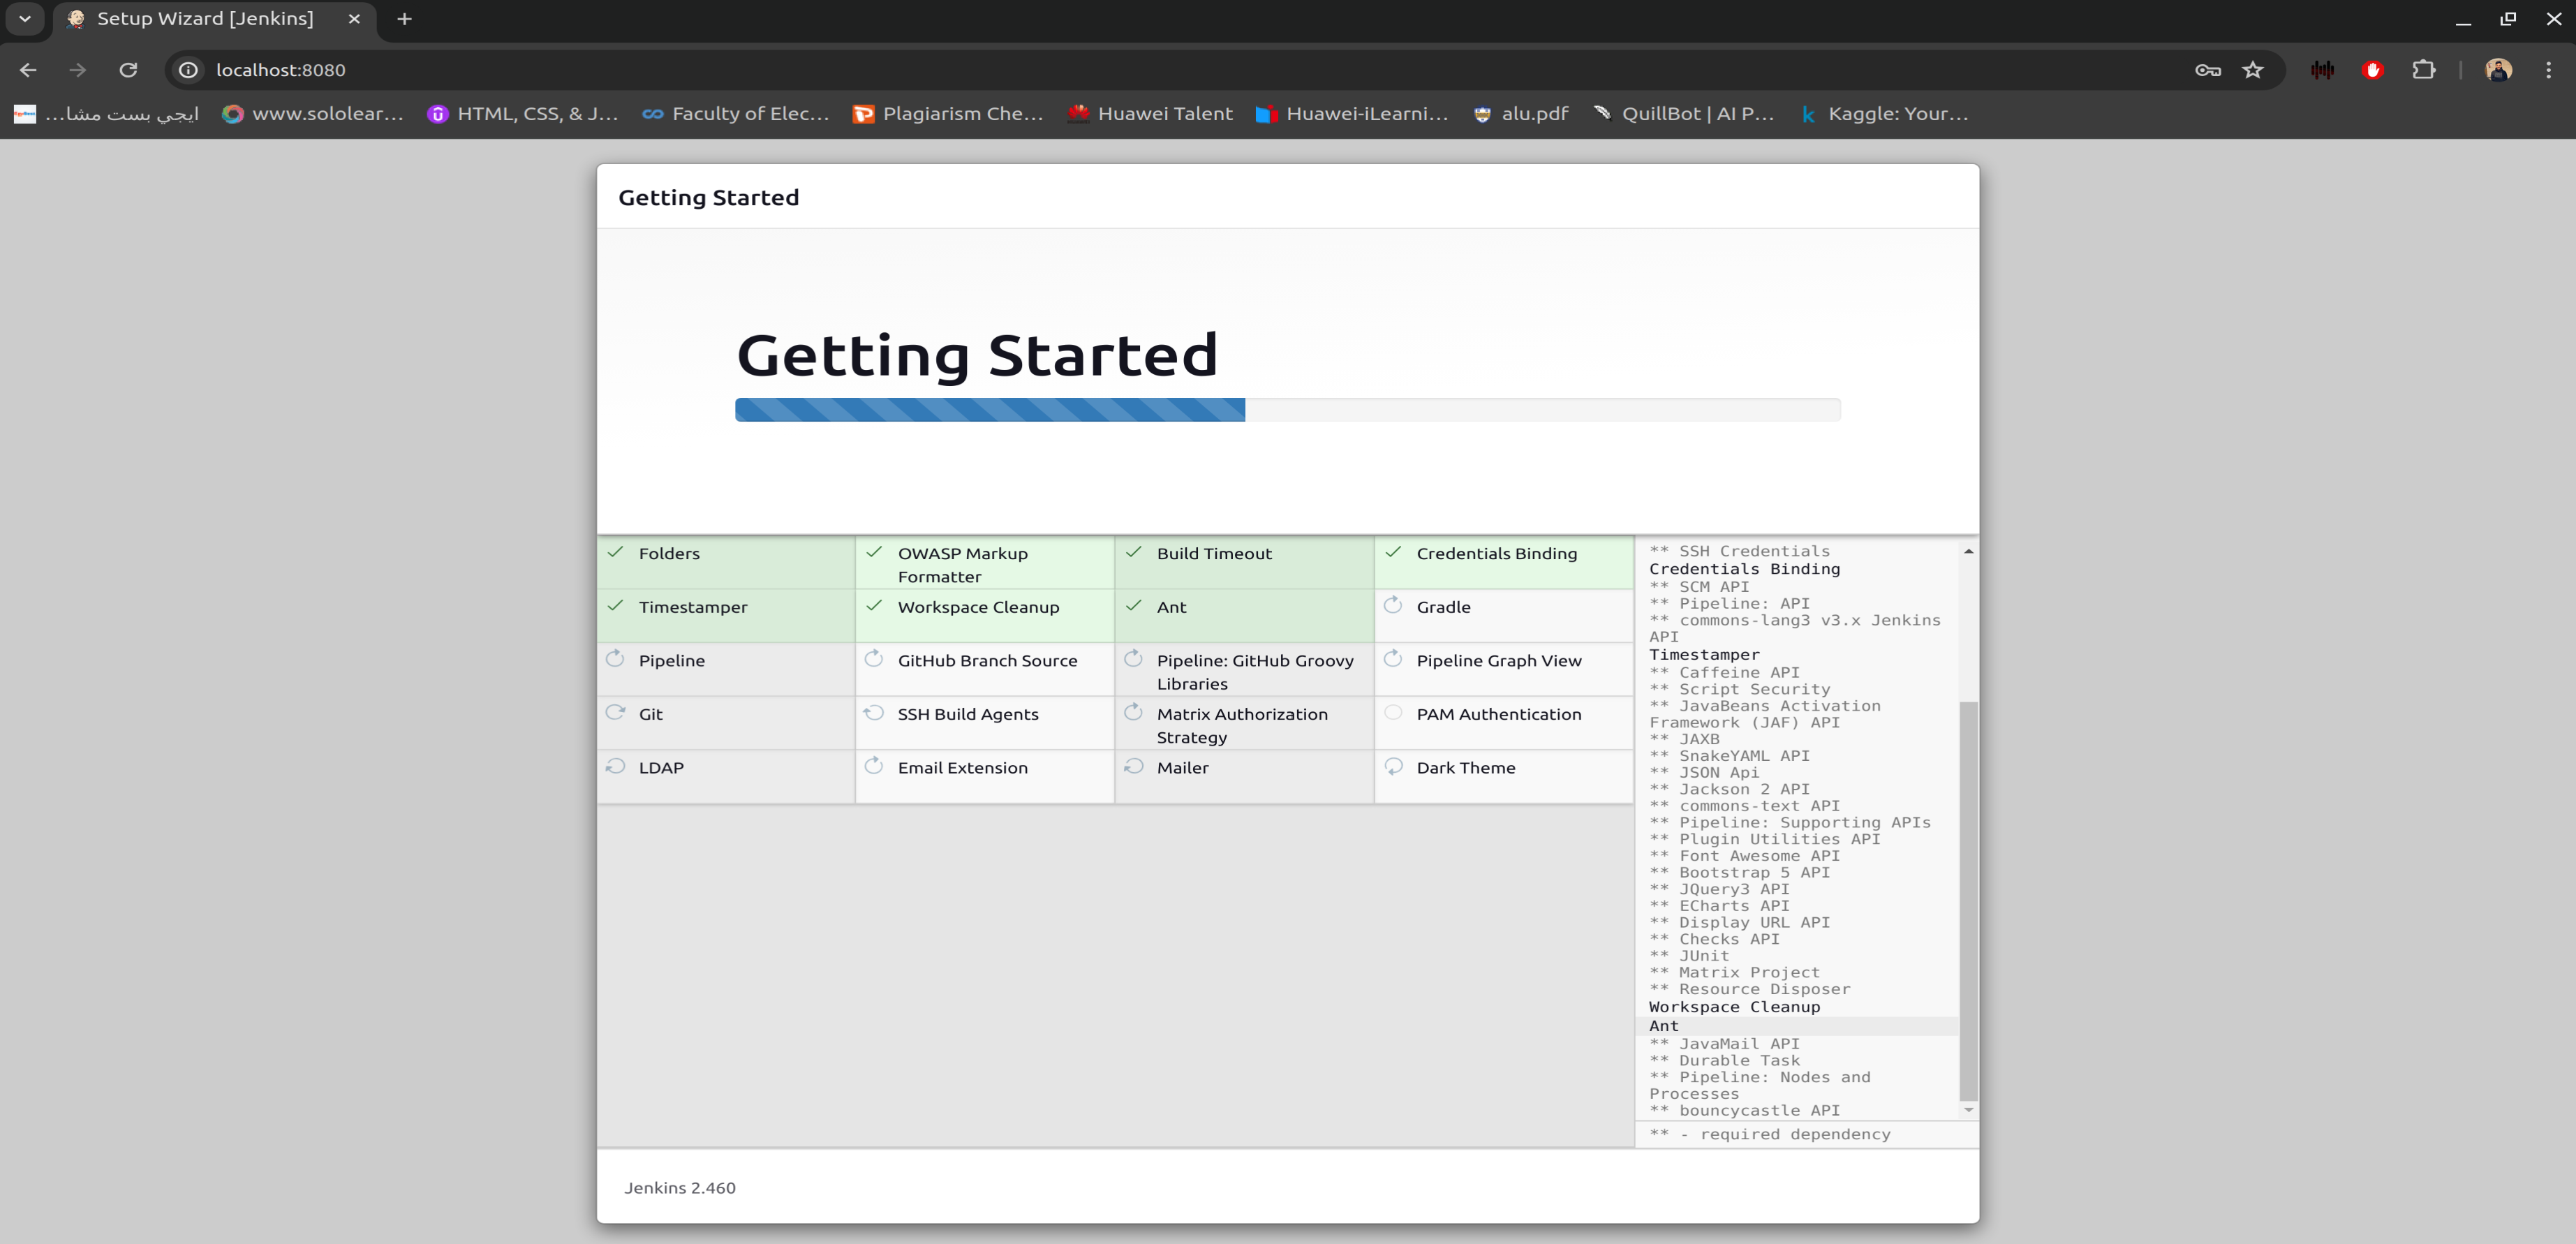 Setup Wizard [Jenkins]
localhost:8080
ايجي بست مشا...
www.sololear...
HTML, CSS, & J...
Faculty of Elec...
Plagiarism Che...
Huawei Talent
Huawei-iLearni...
alu.pdf
QuillBot | AI P...
Kaggle: Your...
Getting Started
Getting Started
Folders
OWASP Markup
Formatter
Build Timeout
Credentials Binding
Timestamper
Workspace Cleanup
Ant
Gradle
Pipeline
GitHub Branch Source
Pipeline: GitHub Groovy
Libraries
Pipeline Graph View
Git
SSH Build Agents
Matrix Authorization
Strategy
PAM Authentication
LDAP
Email Extension
Mailer
Dark Theme
** SSH Credentials
Credentials Binding
** SCM API
** Pipeline: API
** commons-lang3 v3.x Jenkins
API
Timestamper
** Caffeine API
** Script Security
** JavaBeans Activation
Framework (JAF) API
** JAXB
** SnakeYAML API
** JSON Api
** Jackson 2 API
** commons-text API
** Pipeline: Supporting APIs
** Plugin Utilities API
** Font Awesome API
** Bootstrap 5 API
** JQuery3 API
** ECharts API
** Display URL API
** Checks API
** JUnit
** Matrix Project
** Resource Disposer
Workspace Cleanup
Ant
** JavaMail API
** Durable Task
** Pipeline: Nodes and
Processes
** bouncycastle API
** - required dependency
Jenkins 2.460